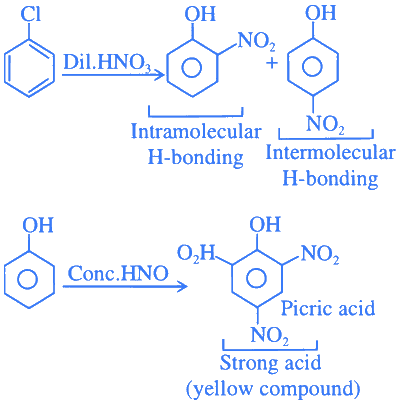 Cl
OH
OH
Dil.HNO₃
NO₂
+
NO₂
Intramolecular
H-bonding
Intermolecular
H-bonding
OH
OH
Conc.HNO
O₂H
NO₂
Picric acid
NO₂
Strong acid
(yellow compound)